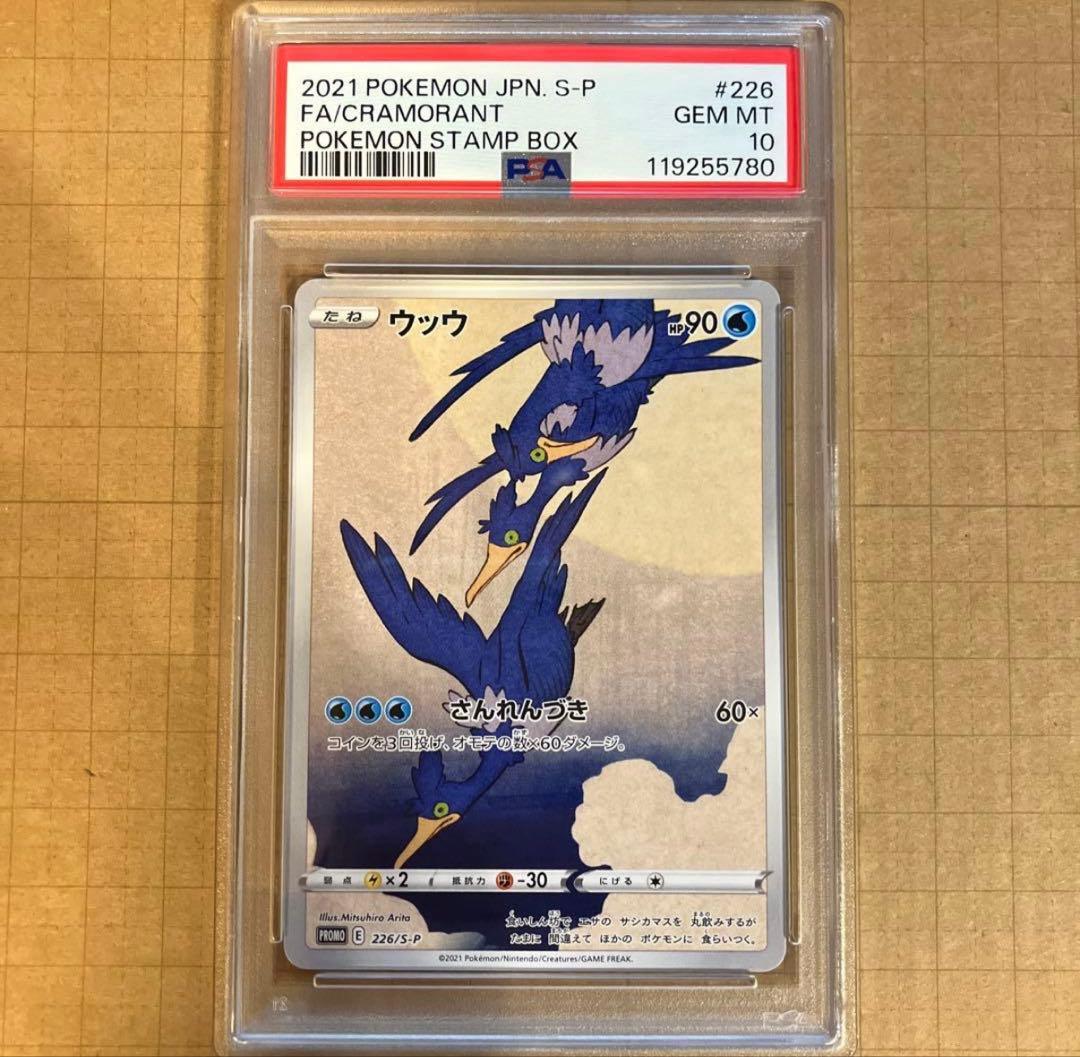 2021 POKEMON JPN. S-P #226
FA/CRAMORANT GEM MT
POKEMON STAMP BOX 10
PSA 119255780
たね ウッウ HP90
さんれんづき 60×
コインを3回投げ、オモテの数×60ダメージ。
弱点 ×2 抵抗力 -30 にげる
Illus.Mitsuhiro Arita
食いしん坊で エサの サシカマスを 丸飲みするが
たまに 間違えて ほかの ポケモンに 食らいつく。
PROMO E 226/S-P
©2021 Pokémon/Nintendo/Creatures/GAME FREAK.